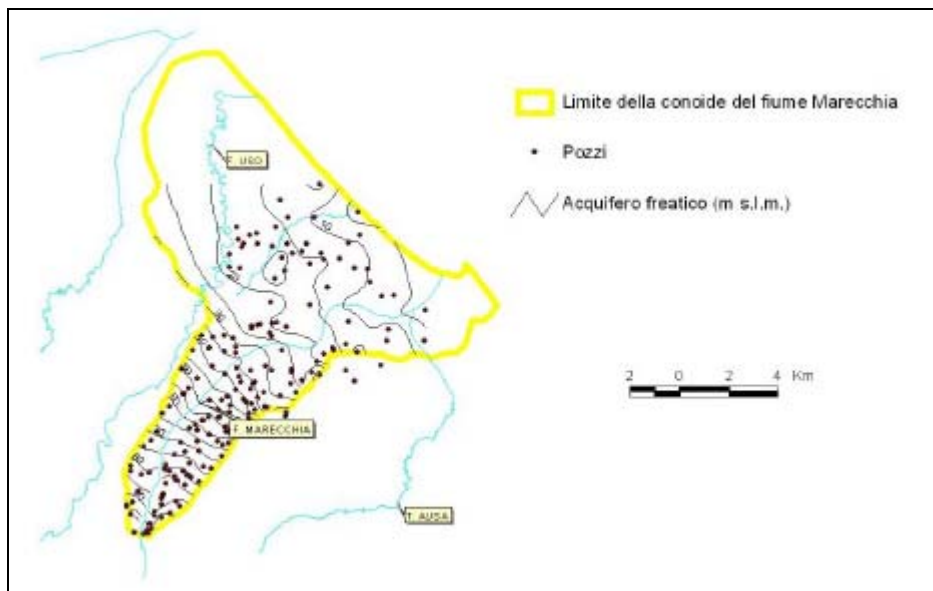 Limite della conoide del fiume Marecchia
Pozzi
Acquifero freatico (m s.l.m.)
F. USO
F. MARECCHIA
T. AUSA
2 0 2 4 Km